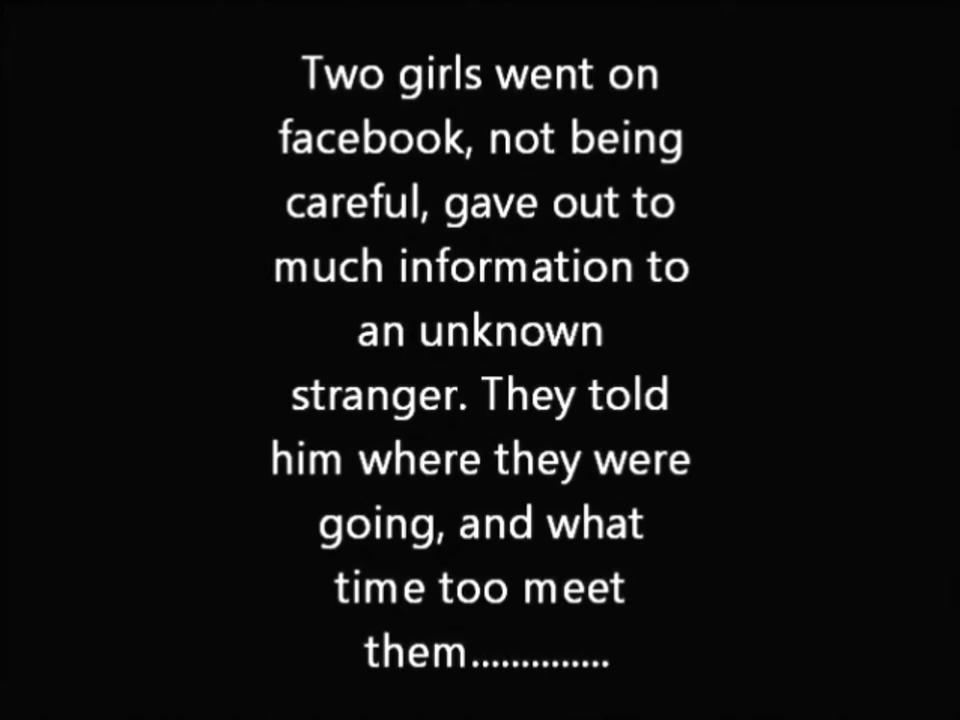 Two girls went on
facebook, not being
careful, gave out to
much information to
an unknown
stranger. They told
him where they were
going, and what
time too meet
them..............